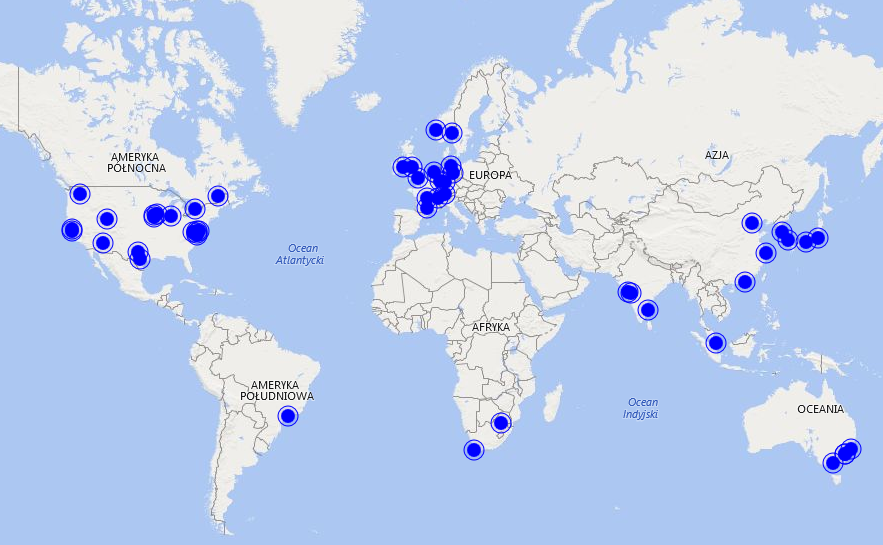 AMERYKA
PÓŁNOCNA
AZJA
EUROPA
Ocean
Atlantycki
AFRYKA
AMERYKA
POŁUDNIOWA
Ocean
Indyjski
OCEANIA